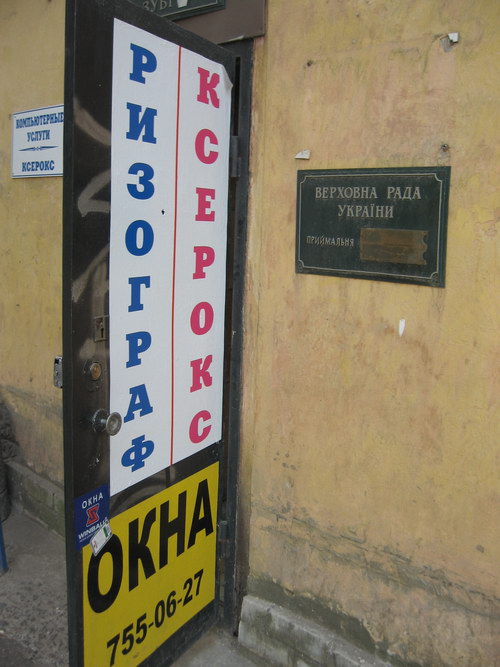 КОМПЬЮТЕРНЫЕ
УСЛУГИ
КСЕРОКС
РИЗОГРАФ
КСЕРОКС
ВЕРХОВНА РАДА
УКРАЇНИ
ПРИЙМАЛЬНЯ
ОКНА
ОКНА
755-06-27